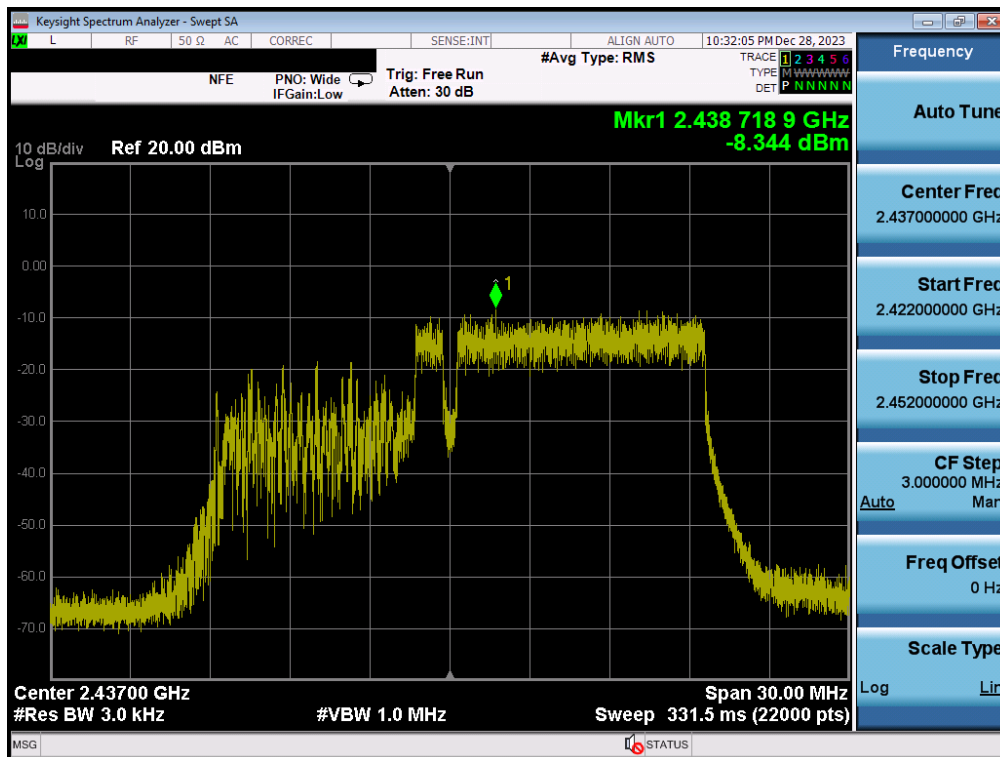 Keysight Spectrum Analyzer - Swept SA
LXI L RF 50 Ω AC CORREC SENSE:INT ALIGN AUTO 10:32:05 PM Dec 28, 2023
Frequency
NFE PNO: Wide Trig: Free Run #Avg Type: RMS TRACE 1 2 3 4 5 6
IFGain:Low Atten: 30 dB TYPE M W W W W W
DET P N N N N N
Auto Tune
Mkr1 2.438 718 9 GHz
-8.344 dBm
10 dB/div Ref 20.00 dBm
Log
1
10.0
0.00
-10.0
-20.0
-30.0
-40.0
-50.0
-60.0
-70.0
Center Freq
2.437000000 GHz
Start Freq
2.422000000 GHz
Stop Freq
2.452000000 GHz
CF Step
3.000000 MHz
Auto Man
Freq Offset
0 Hz
Scale Type
Log Lin
Center 2.43700 GHz Span 30.00 MHz
#Res BW 3.0 kHz #VBW 1.0 MHz Sweep 331.5 ms (22000 pts)
MSG STATUS